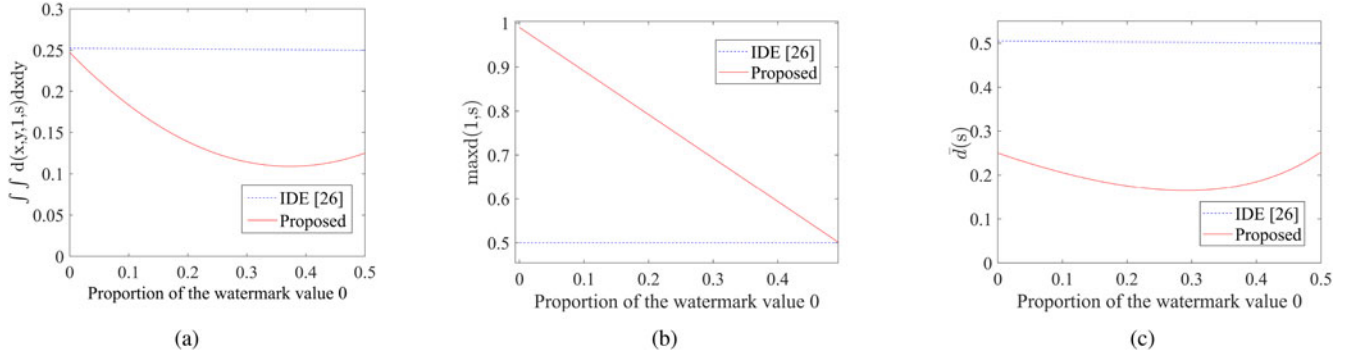 0.3
0.25
0.2
0.15
0.1
0.05
0
∫ ∫ d(x,y,1,s)dxdy
IDE [26]
Proposed
0 0.1 0.2 0.3 0.4 0.5
Proportion of the watermark value 0
(a)
1
0.9
0.8
0.7
0.6
0.5
maxd(1,s)
IDE [26]
Proposed
0 0.1 0.2 0.3 0.4
Proportion of the watermark value 0
(b)
0.5
0.4
0.3
0.2
0.1
0
d̄(s)
IDE [26]
Proposed
0 0.1 0.2 0.3 0.4 0.5
Proportion of the watermark value 0
(c)